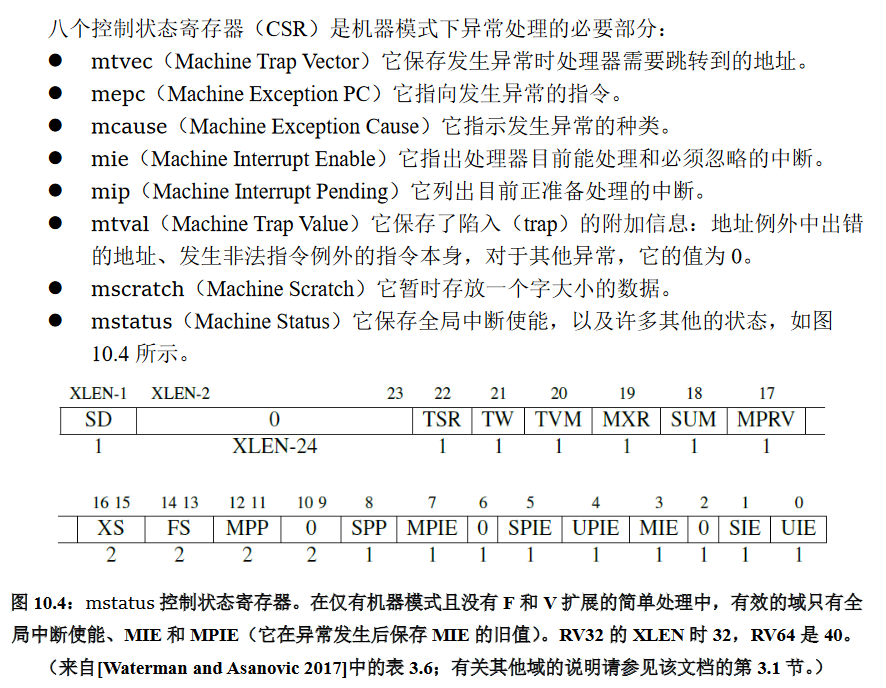 八个控制状态寄存器（CSR）是机器模式下异常处理的必要部分：
● mtvec（Machine Trap Vector）它保存发生异常时处理器需要跳转到的地址。
● mepc（Machine Exception PC）它指向发生异常的指令。
● mcause（Machine Exception Cause）它指示发生异常的种类。
● mie（Machine Interrupt Enable）它指出处理器目前能处理和必须忽略的中断。
● mip（Machine Interrupt Pending）它列出目前正准备处理的中断。
● mtval（Machine Trap Value）它保存了陷入（trap）的附加信息：地址例外中出错
的地址、发生非法指令例外的指令本身，对于其他异常，它的值为 0。
● mscratch（Machine Scratch）它暂时存放一个字大小的数据。
● mstatus（Machine Status）它保存全局中断使能，以及许多其他的状态，如图
10.4 所示。
XLEN-1 XLEN-2 23 22 21 20 19 18 17
SD 0 TSR TW TVM MXR SUM MPRV
1 XLEN-24 1 1 1 1 1 1
16 15 14 13 12 11 10 9 8 7 6 5 4 3 2 1 0
XS FS MPP 0 SPP MPIE 0 SPIE UPIE MIE 0 SIE UIE
2 2 2 2 1 1 1 1 1 1 1 1 1
图 10.4：mstatus 控制状态寄存器。在仅有机器模式且没有 F 和 V 扩展的简单处理中，有效的域只有全
局中断使能、MIE 和 MPIE（它在异常发生后保存 MIE 的旧值）。RV32 的 XLEN 时 32，RV64 是 40。
（来自[Waterman and Asanovic 2017]中的表 3.6；有关其他域的说明请参见该文档的第 3.1 节。）